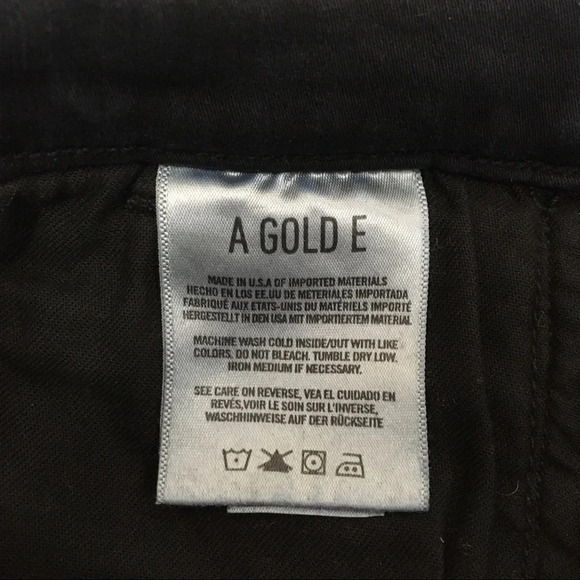 A GOLD E
MADE IN U.S.A OF IMPORTED MATERIALS
HECHO EN LOS EE.UU DE METERIALES IMPORTADA
FABRIQUÉ AUX ETATS-UNIS DU MATÉRIELS IMPORTÉ
HERGESTELLT IN DEN USA MIT IMPORTIERTEM MATERIAL
MACHINE WASH COLD INSIDE/OUT WITH LIKE
COLORS. DO NOT BLEACH. TUMBLE DRY LOW.
IRON MEDIUM IF NECESSARY.
SEE CARE ON REVERSE, VEA EL CUIDADO EN
REVÉS,VOIR LE SOIN SUR L'INVERSE,
WASCHHINWEISE AUF DER RÜCKSEITE